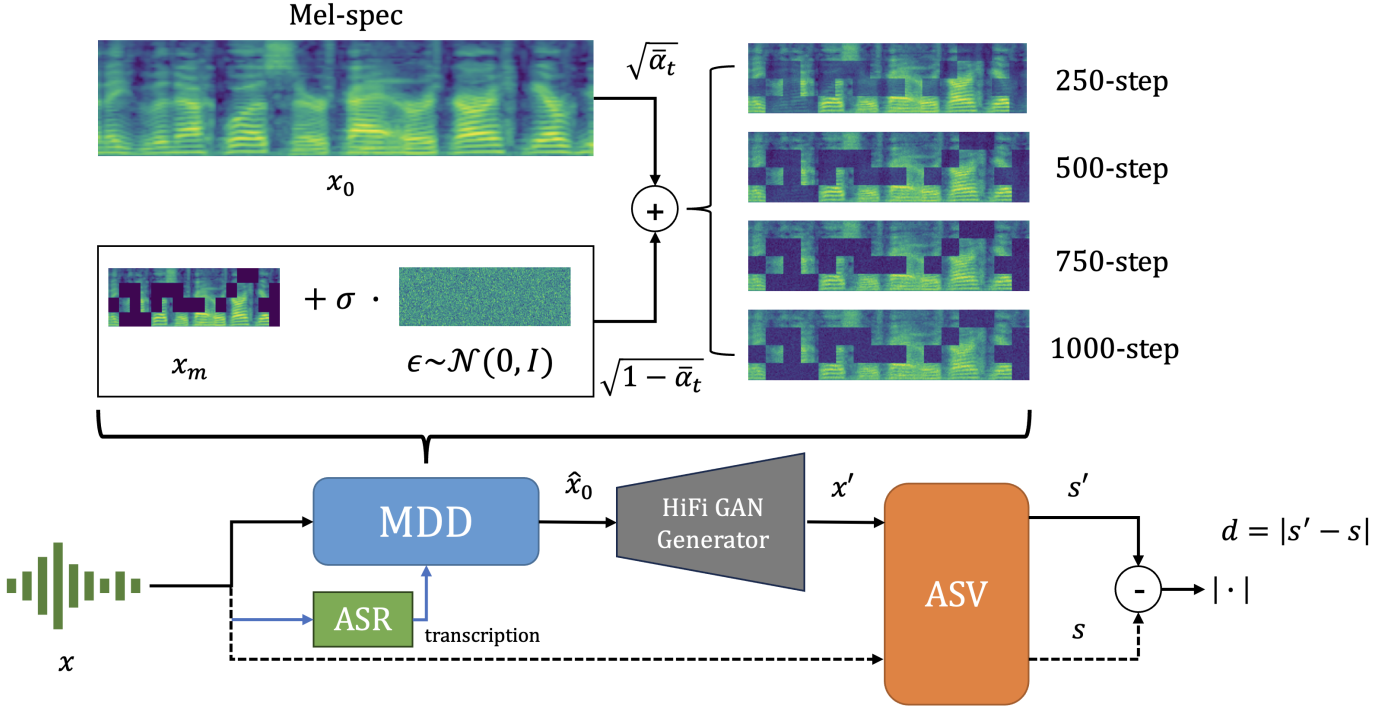 Mel-spec
√ᾱₜ
250-step
x₀
500-step
+
750-step
+ σ ·
xₘ
ϵ~𝒩(0, I)
√1 − ᾱₜ
1000-step
x̂₀
x′
s′
MDD
HiFi GAN
Generator
d = |s′ − s|
ASV
-
|·|
ASR
transcription
s
x